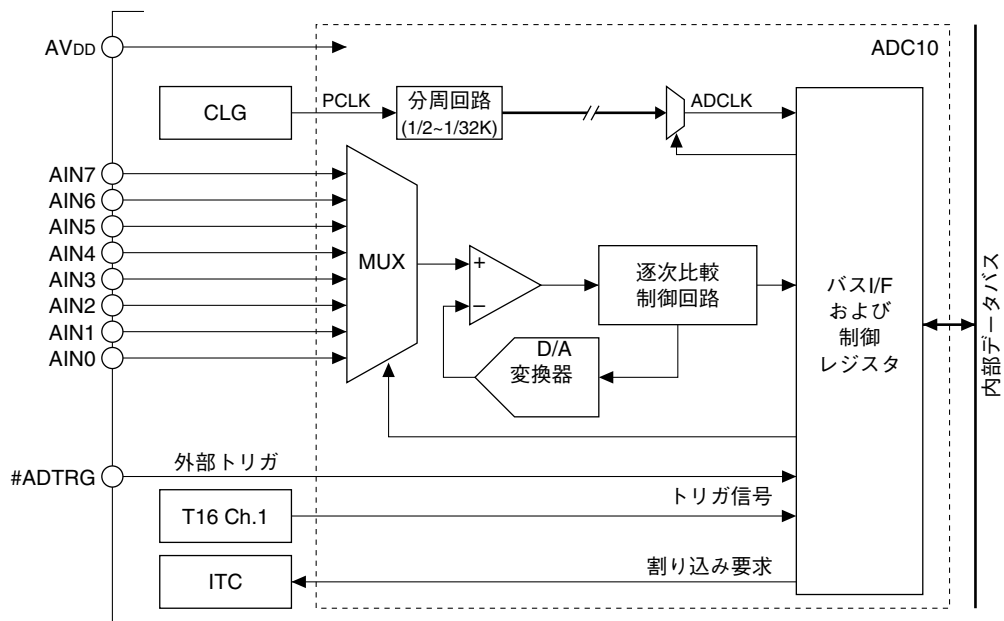 AVDD
ADC10
CLG
PCLK
分周回路
(1/2~1/32K)
ADCLK
AIN7
AIN6
AIN5
AIN4
AIN3
AIN2
AIN1
AIN0
MUX
+
−
逐次比較
制御回路
D/A
変換器
バスI/F
および
制御
レジスタ
内部データバス
#ADTRG
外部トリガ
T16 Ch.1
トリガ信号
ITC
割り込み要求